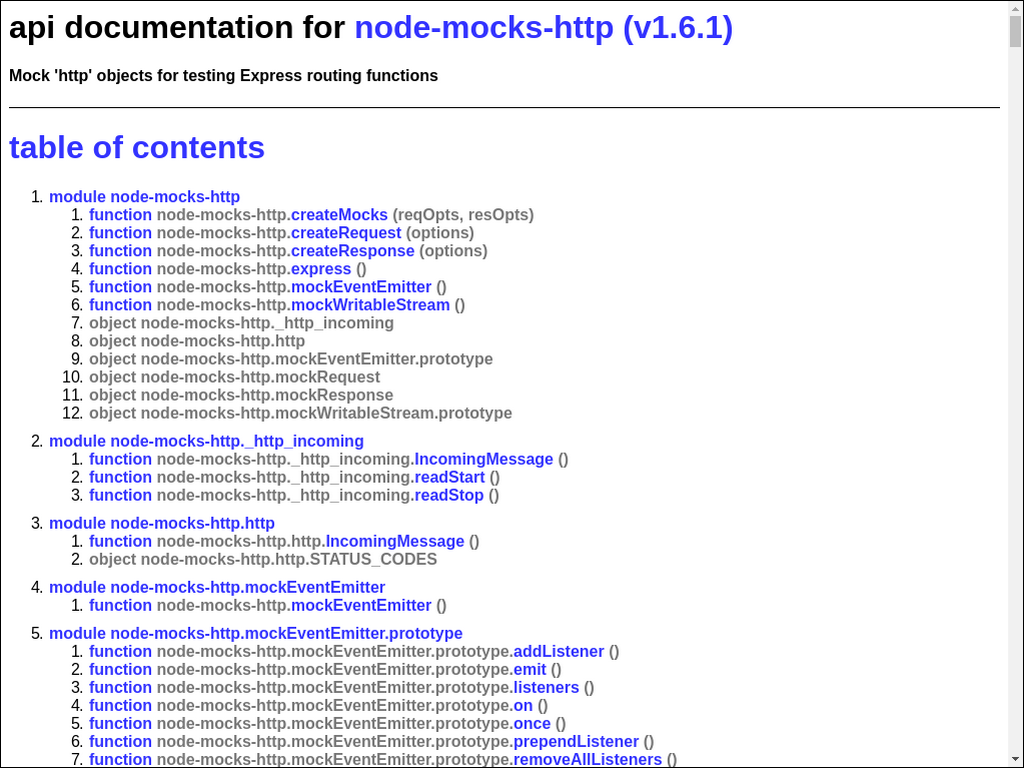 api documentation for node-mocks-http (v1.6.1)
Mock 'http' objects for testing Express routing functions
table of contents
1. module node-mocks-http
1. function node-mocks-http.createMocks (reqOpts, resOpts)
2. function node-mocks-http.createRequest (options)
3. function node-mocks-http.createResponse (options)
4. function node-mocks-http.express ()
5. function node-mocks-http.mockEventEmitter ()
6. function node-mocks-http.mockWritableStream ()
7. object node-mocks-http._http_incoming
8. object node-mocks-http.http
9. object node-mocks-http.mockEventEmitter.prototype
10. object node-mocks-http.mockRequest
11. object node-mocks-http.mockResponse
12. object node-mocks-http.mockWritableStream.prototype
2. module node-mocks-http._http_incoming
1. function node-mocks-http._http_incoming.IncomingMessage ()
2. function node-mocks-http._http_incoming.readStart ()
3. function node-mocks-http._http_incoming.readStop ()
3. module node-mocks-http.http
1. function node-mocks-http.http.IncomingMessage ()
2. object node-mocks-http.http.STATUS_CODES
4. module node-mocks-http.mockEventEmitter
1. function node-mocks-http.mockEventEmitter ()
5. module node-mocks-http.mockEventEmitter.prototype
1. function node-mocks-http.mockEventEmitter.prototype.addListener ()
2. function node-mocks-http.mockEventEmitter.prototype.emit ()
3. function node-mocks-http.mockEventEmitter.prototype.listeners ()
4. function node-mocks-http.mockEventEmitter.prototype.on ()
5. function node-mocks-http.mockEventEmitter.prototype.once ()
6. function node-mocks-http.mockEventEmitter.prototype.prependListener ()
7. function node-mocks-http.mockEventEmitter.prototype.removeAllListeners ()